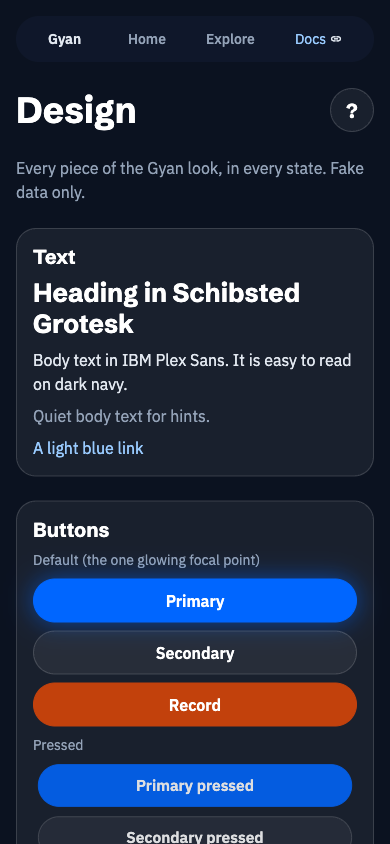 Gyan Home Explore Docs
Design
?
Every piece of the Gyan look, in every state. Fake
data only.
Text
Heading in Schibsted
Grotesk
Body text in IBM Plex Sans. It is easy to read
on dark navy.
Quiet body text for hints.
A light blue link
Buttons
Default (the one glowing focal point)
Primary
Secondary
Record
Pressed
Primary pressed
Secondary pressed